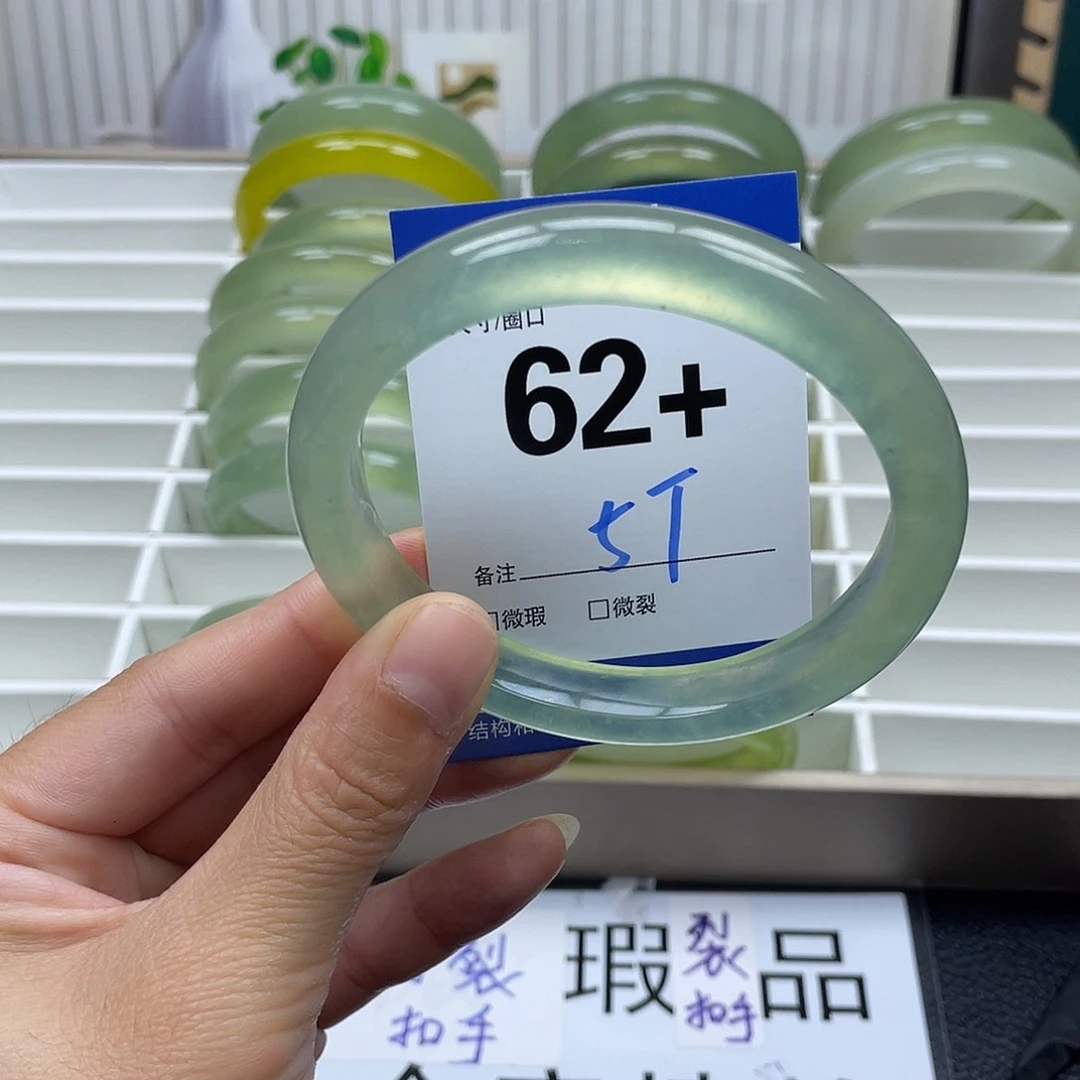 寸/圈口
62+
5T
备注
□微瑕 □微裂
结构和
裂 瑕 裂 品
扣手 扣手